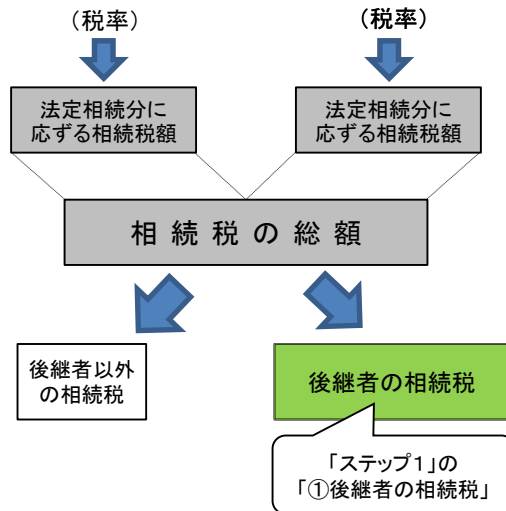 （税率）
（税率）
法定相続分に
応ずる相続税額
法定相続分に
応ずる相続税額
相続税の総額
後継者以外
の相続税
後継者の相続税
「ステップ１」の
「①後継者の相続税」